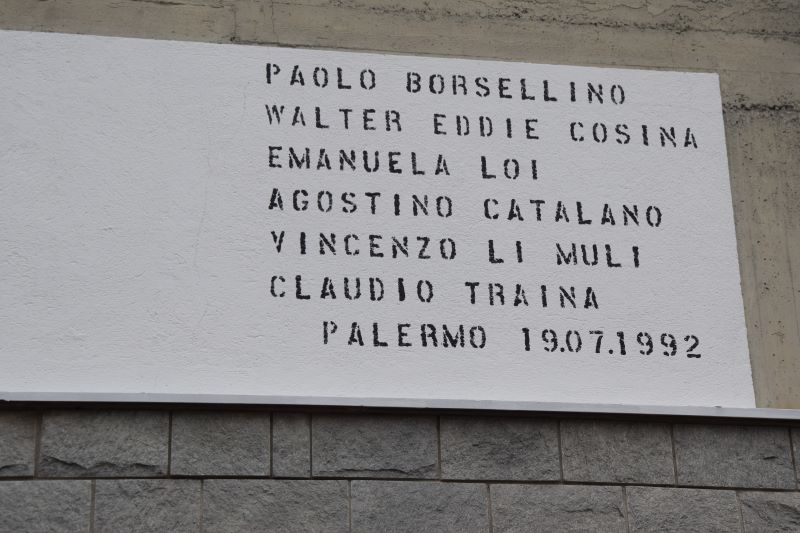 PAOLO BORSELLINO
WALTER EDDIE COSINA
EMANUELA LOI
AGOSTINO CATALANO
VINCENZO LI MULI
CLAUDIO TRAINA
PALERMO 19.07.1992